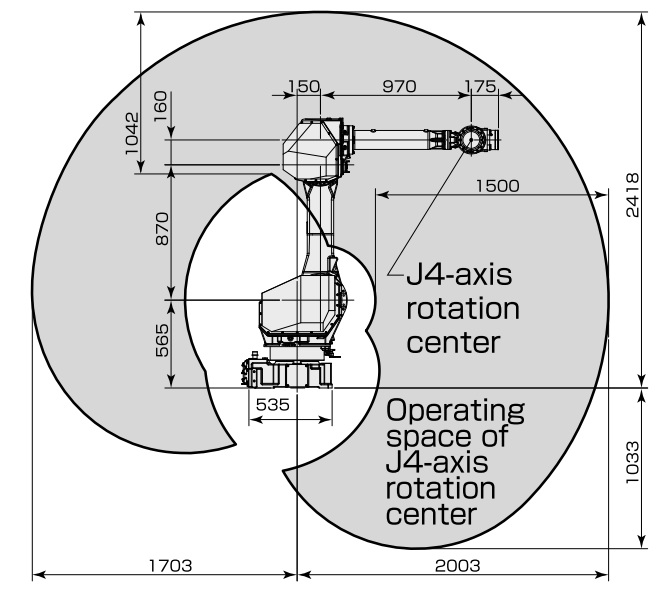 150
970
175
160
1042
1500
2418
870
J4-axis
rotation
center
565
535
Operating
space of
J4-axis
rotation
center
1033
1703
2003